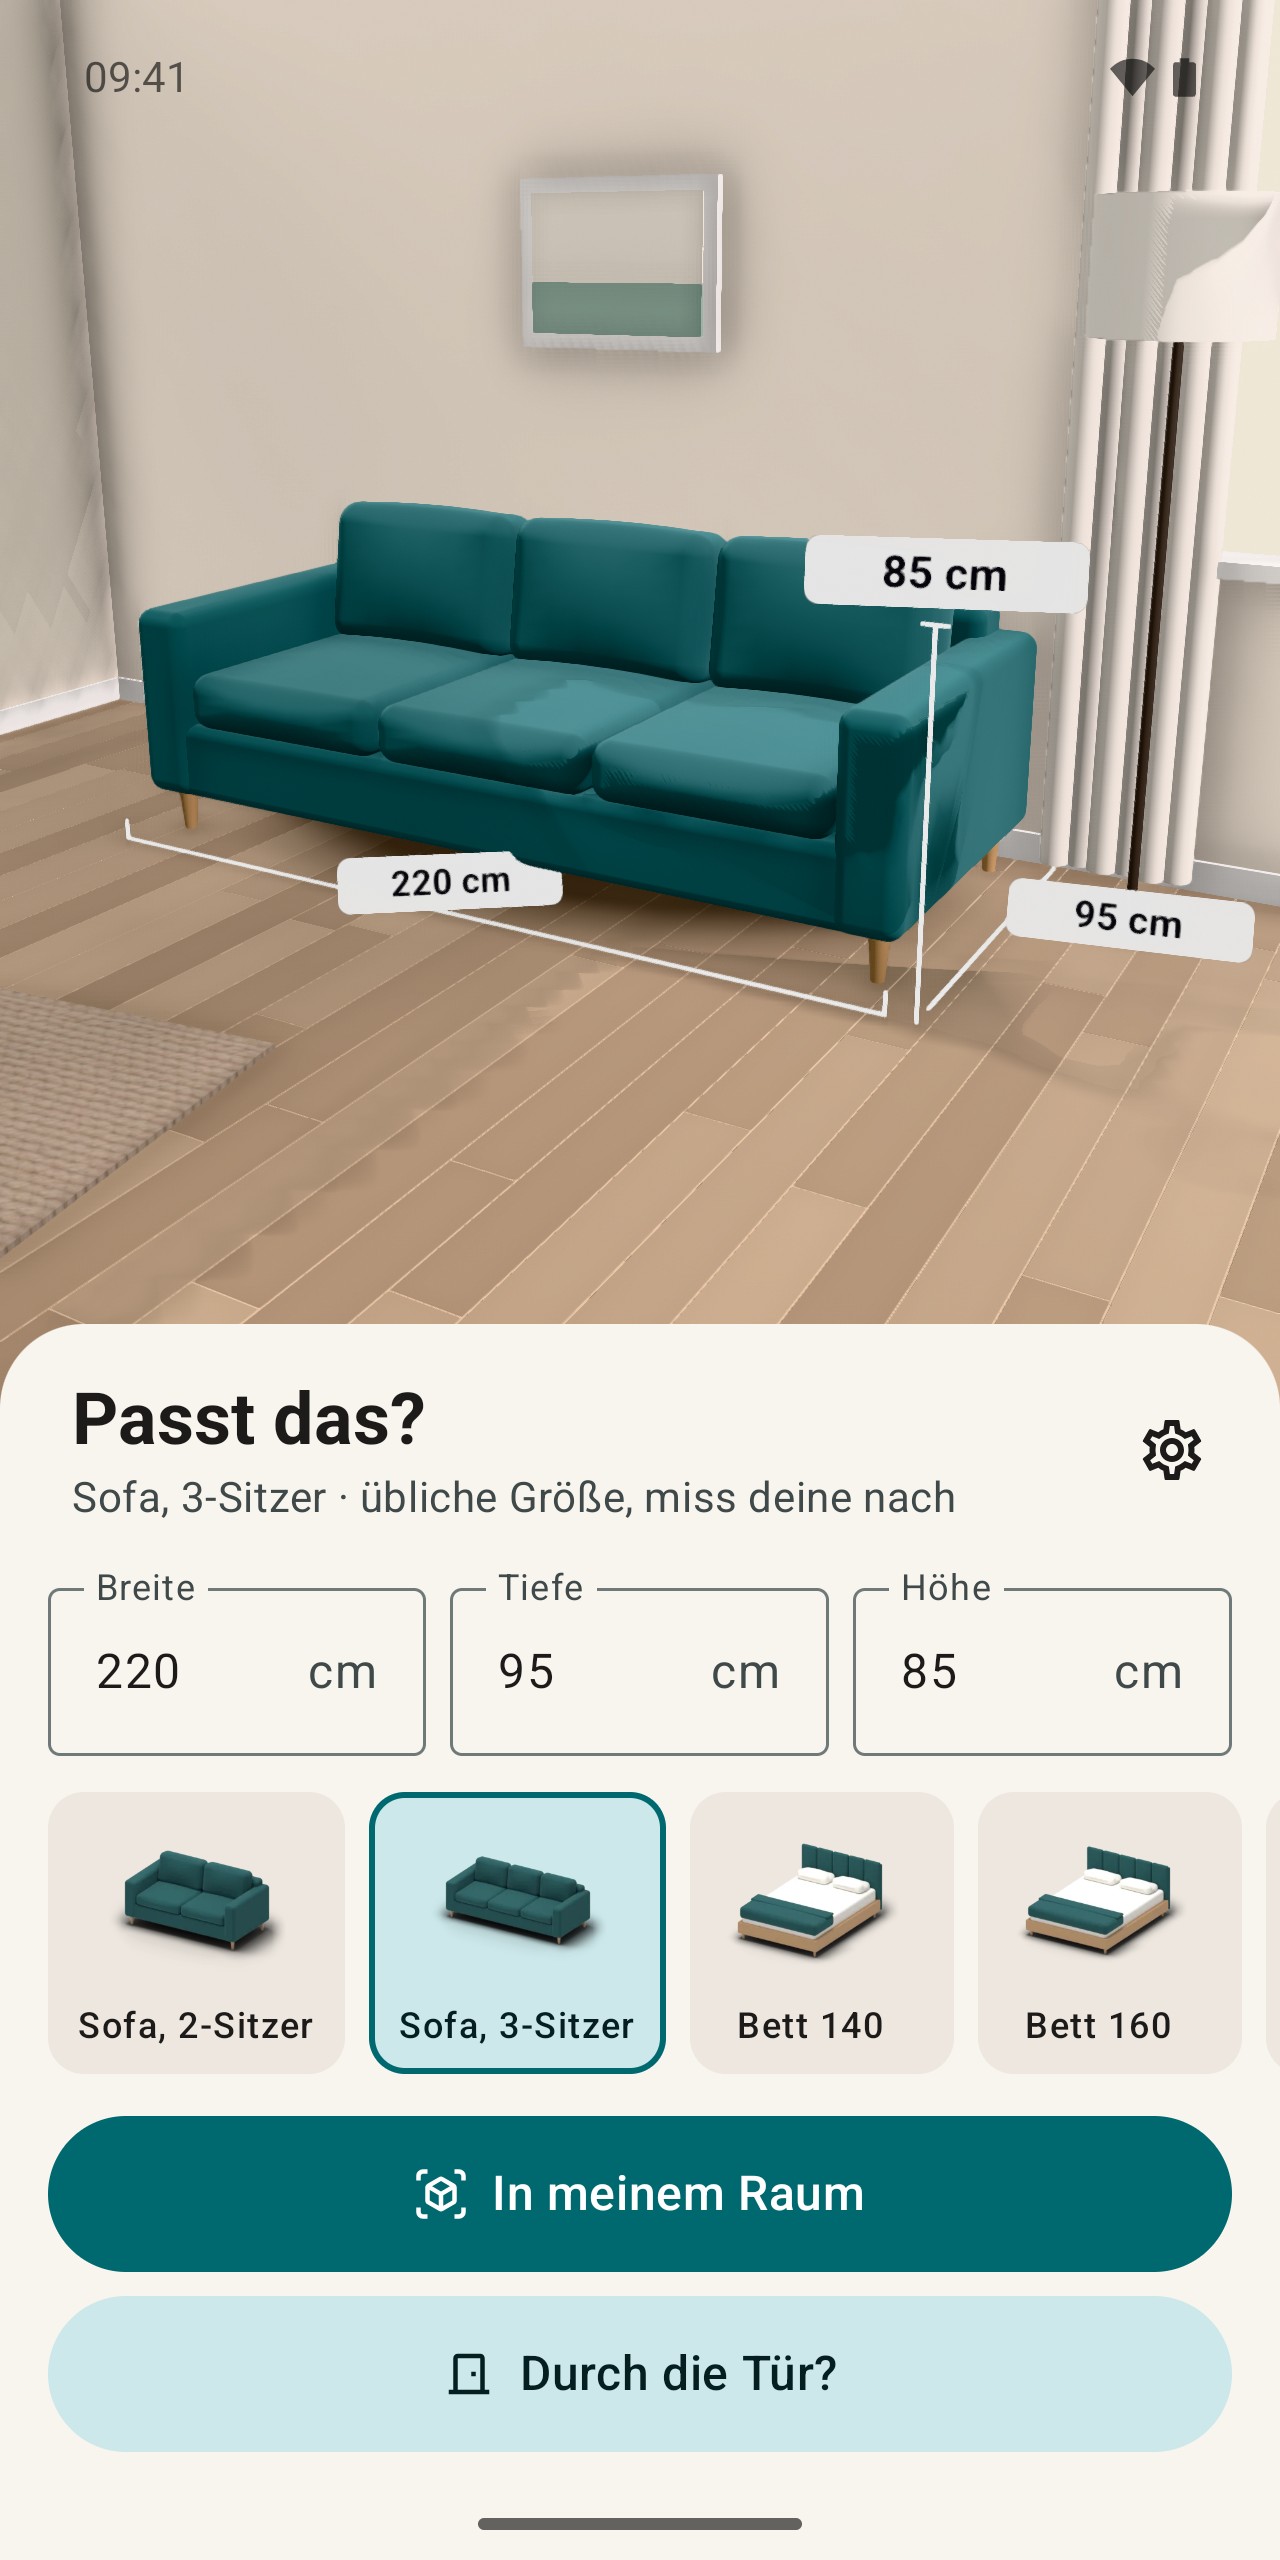 09:41
85 cm
220 cm
95 cm
Passt das?
Sofa, 3-Sitzer · übliche Größe, miss deine nach
Breite
220 cm
Tiefe
95 cm
Höhe
85 cm
Sofa, 2-Sitzer
Sofa, 3-Sitzer
Bett 140
Bett 160
In meinem Raum
Durch die Tür?